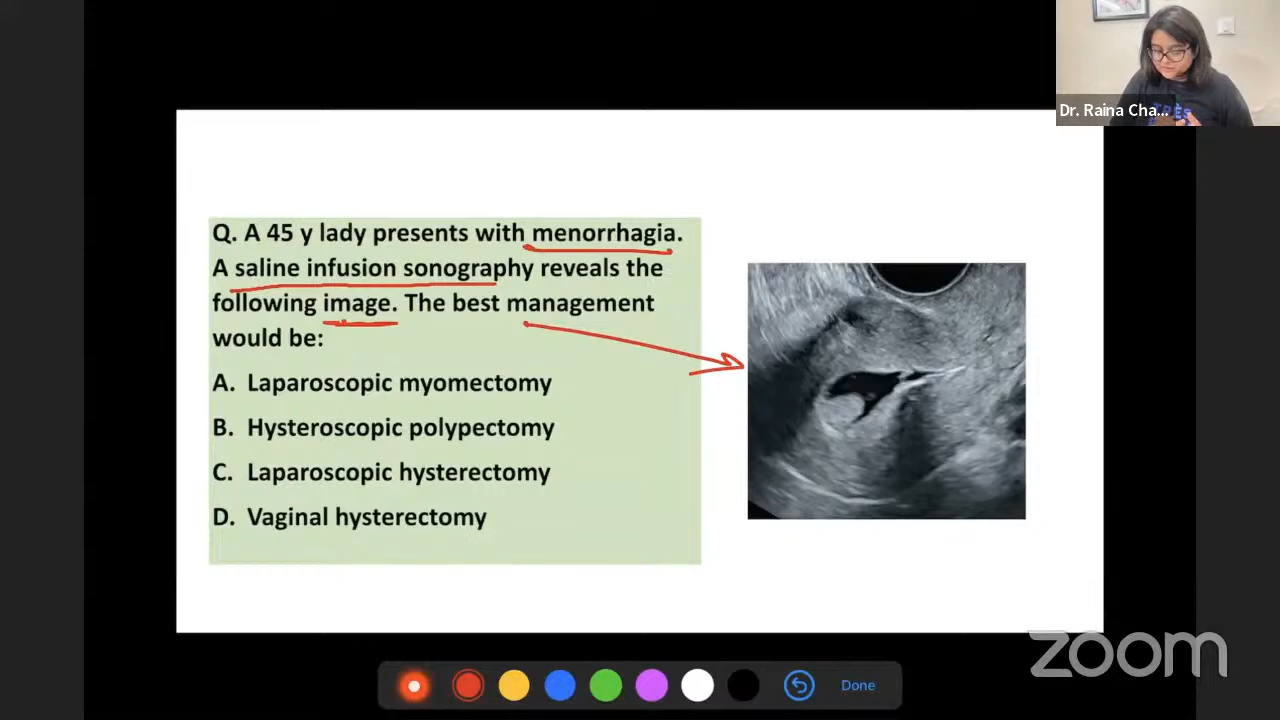 Dr. Raina Cha...
Q. A 45 y lady presents with menorrhagia.
A saline infusion sonography reveals the
following image. The best management
would be:
A. Laparoscopic myomectomy
B. Hysteroscopic polypectomy
C. Laparoscopic hysterectomy
D. Vaginal hysterectomy
zoom
Done